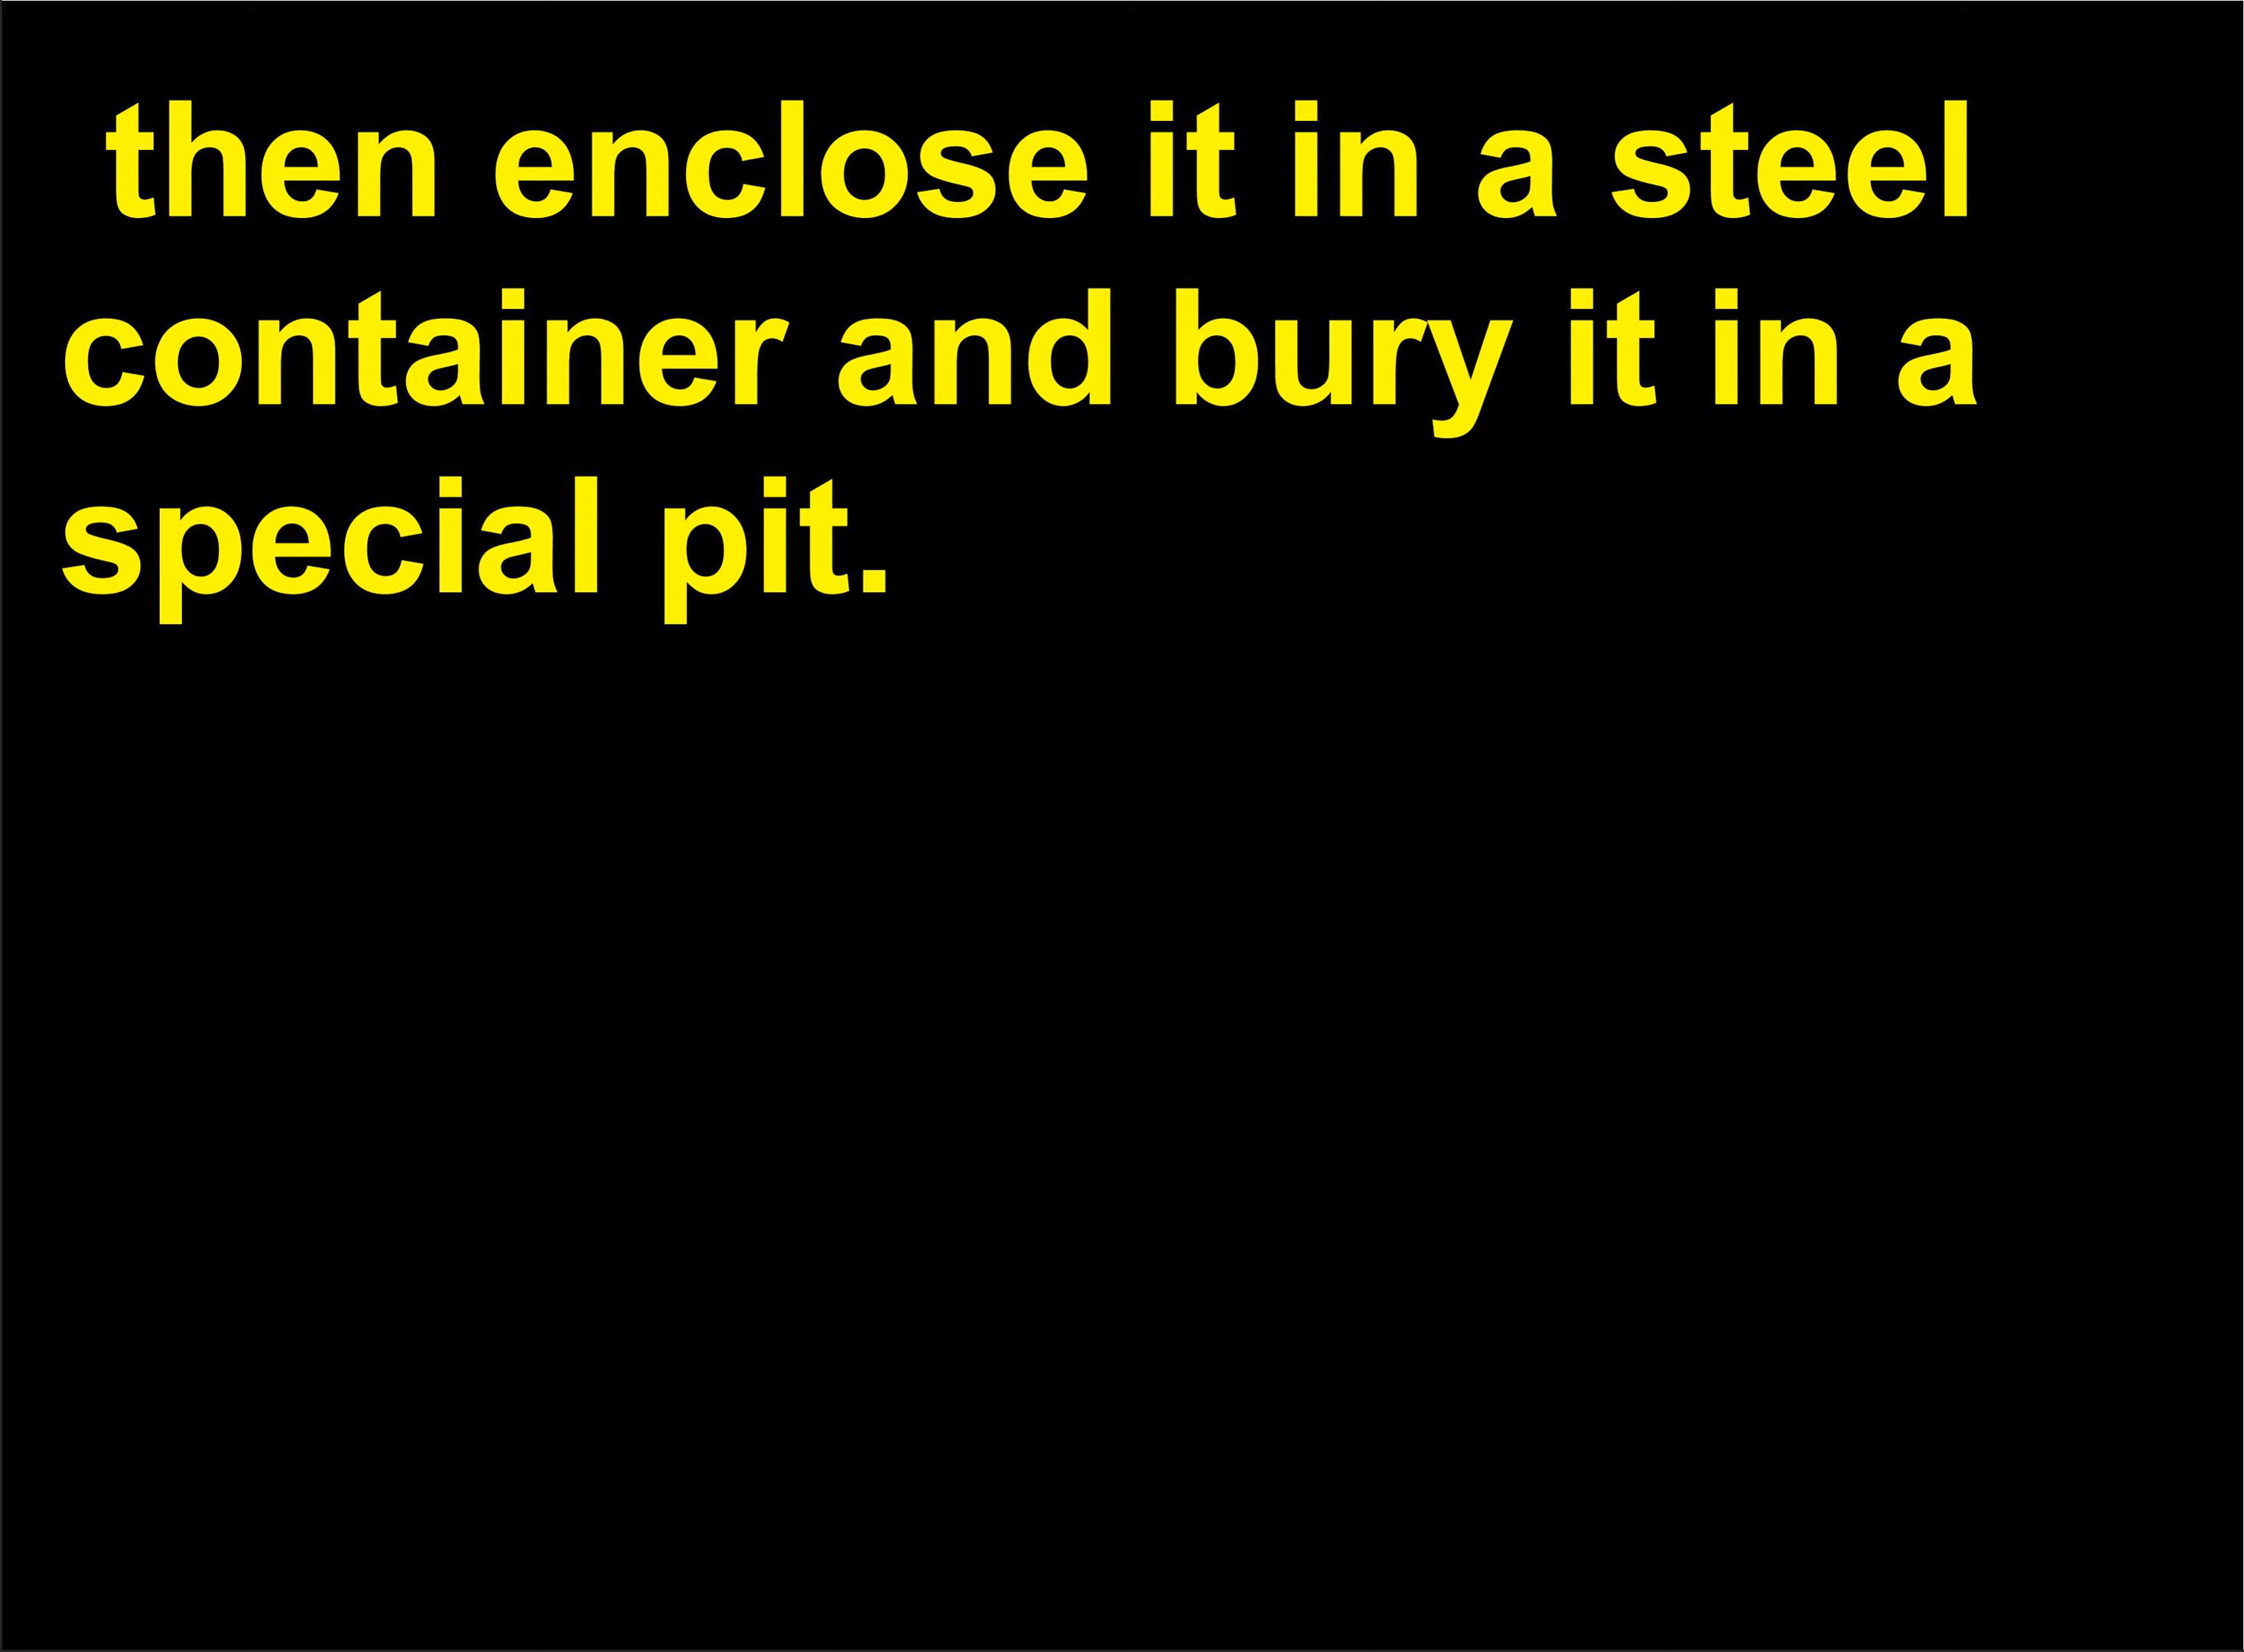 then enclose it in a steel
container and bury it in a
special pit.